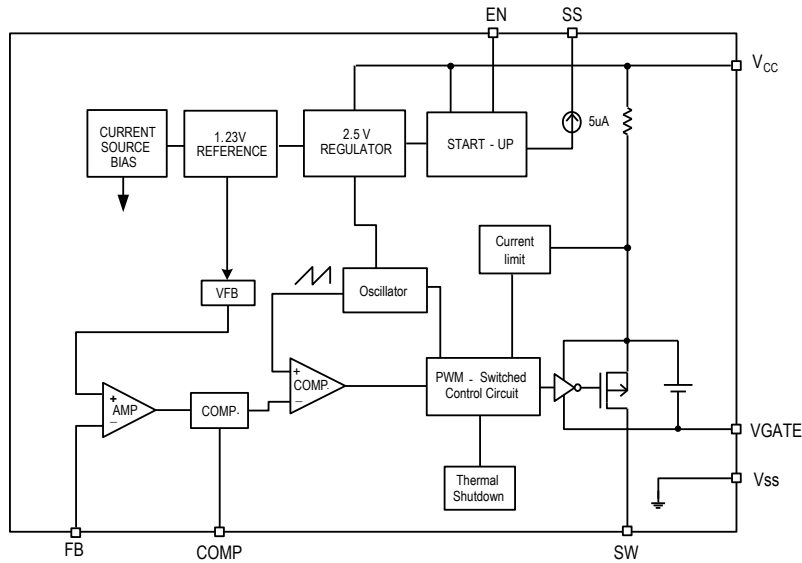 EN
SS
VCC
5uA
CURRENT
SOURCE
BIAS
1.23V
REFERENCE
2.5 V
REGULATOR
START - UP
Current
limit
VFB
Oscillator
+
AMP
−
COMP.
+
COMP.
−
PWM - Switched
Control Circuit
VGATE
Thermal
Shutdown
Vss
FB
COMP
SW